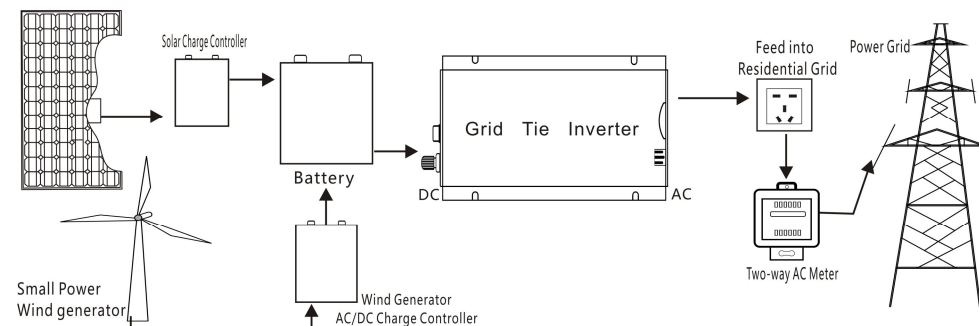 Solar Charge Controller
Battery
Grid Tie Inverter
DC
AC
Feed into
Residential Grid
Power Grid
Two-way AC Meter
Small Power
Wind generator
Wind Generator
AC/DC Charge Controller